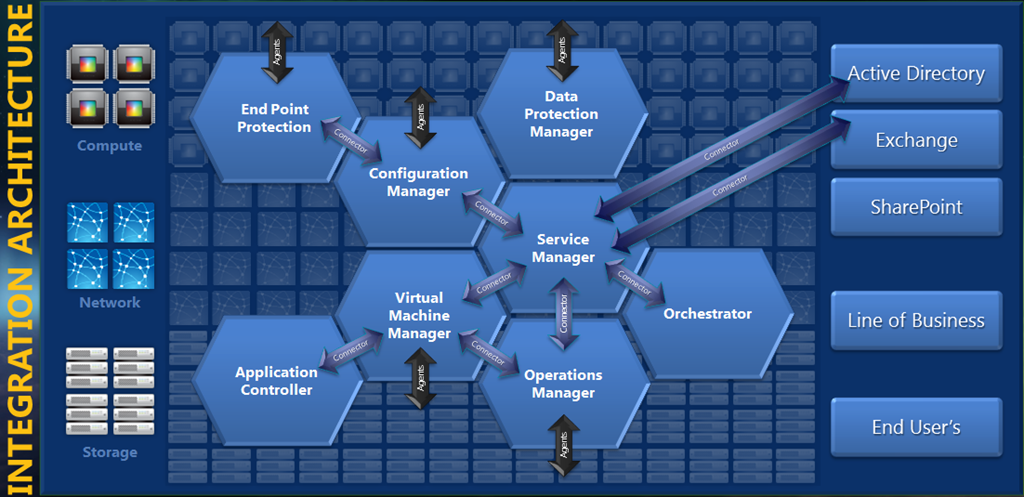 INTEGRATION ARCHITECTURE
Compute
Network
Storage
Agents
End Point
Protection
Connector
Agents
Configuration
Manager
Agents
Data
Protection
Manager
Connector
Service
Manager
Connector
Connector
Connector
Connector
Connector
Orchestrator
Virtual
Machine
Manager
Agents
Connector
Connector
Application
Controller
Operations
Manager
Agents
Active Directory
Exchange
SharePoint
Line of Business
End User's